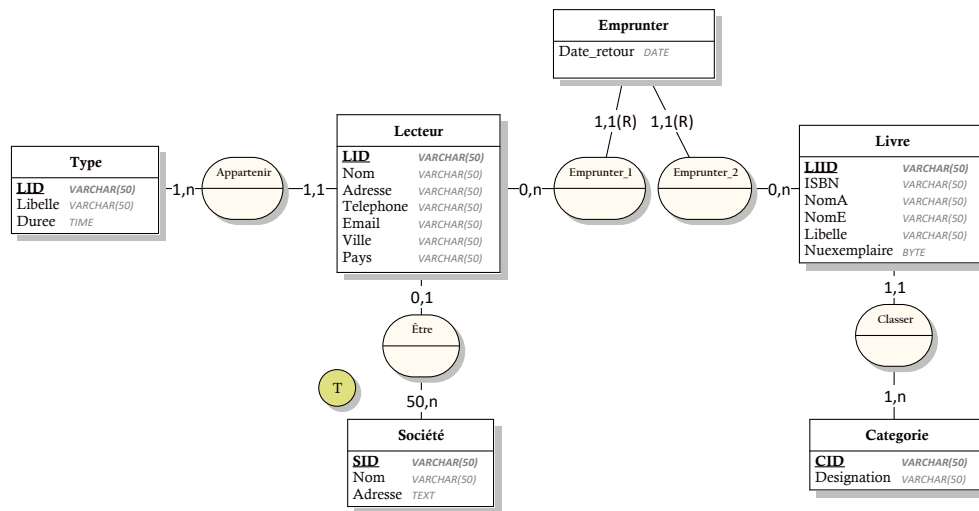 Emprunter
Date_retour DATE
1,1(R) 1,1(R)
Type
LID VARCHAR(50)
Libelle VARCHAR(50)
Duree TIME
1,n
Appartenir
1,1
Lecteur
LID VARCHAR(50)
Nom VARCHAR(50)
Adresse VARCHAR(50)
Telephone VARCHAR(50)
Email VARCHAR(50)
Ville VARCHAR(50)
Pays VARCHAR(50)
0,n
Emprunter_1
Emprunter_2
0,n
Livre
LIID VARCHAR(50)
ISBN VARCHAR(50)
NomA VARCHAR(50)
NomE VARCHAR(50)
Libelle VARCHAR(50)
Nuexemplaire BYTE
0,1
Être
T
50,n
Société
SID VARCHAR(50)
Nom VARCHAR(50)
Adresse TEXT
1,1
Classer
1,n
Categorie
CID VARCHAR(50)
Designation VARCHAR(50)